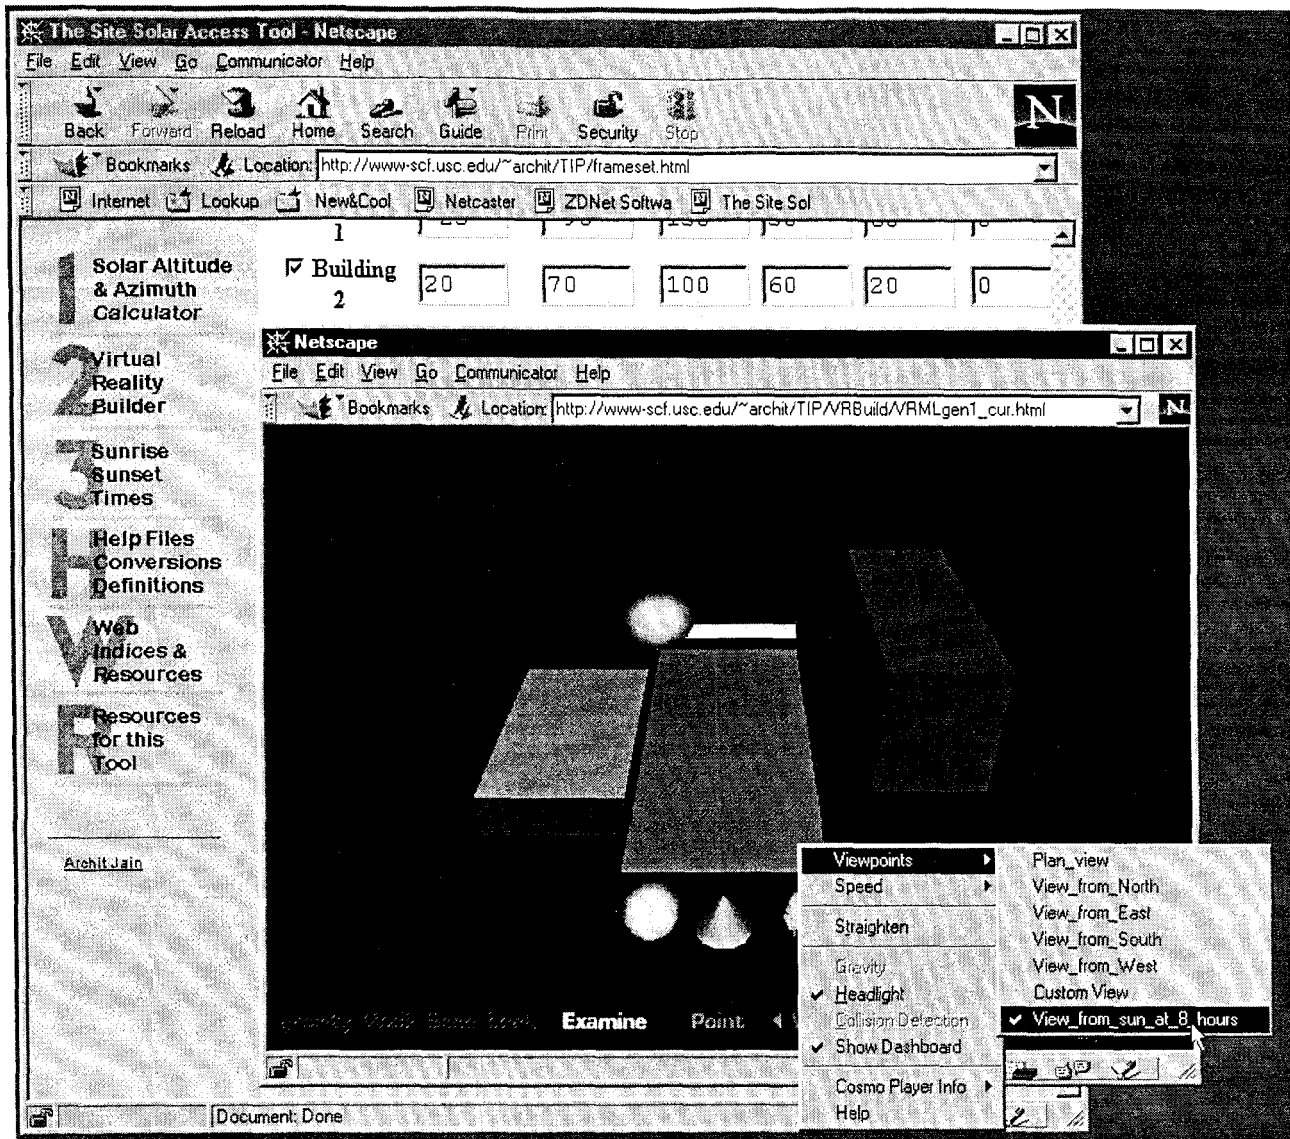 The Site Solar Access Tool - Netscape
File Edit View Go Communicator Help
Back Forward Reload Home Search Guide Print Security Stop
N
Bookmarks Location: http://www-scf.usc.edu/~archit/TIP/frameset.html
Internet Lookup New&Cool Netcaster ZDNet Softwa The Site Sol
1
Building
2
20 70 100 60 20 0
1 Solar Altitude
& Azimuth
Calculator
2 Virtual
Reality
Builder
3 Sunrise
Sunset
Times
H Help Files
Conversions
Definitions
W Web
Indices &
Resources
R Resources
for this
Tool
Archit Jain
Netscape
File Edit View Go Communicator Help
Bookmarks Location: http://www-scf.usc.edu/~archit/TIP/VRBuild/VRMLgen1_cur.html
N
Examine Point
Viewpoints
Speed
Straighten
Gravity
Headlight
Collision Detection
Show Dashboard
Cosmo Player Info
Help
Plan_view
View_from_North
View_from_East
View_from_South
View_from_West
Custom View
View_from_sun_at_8_hours
Document: Done